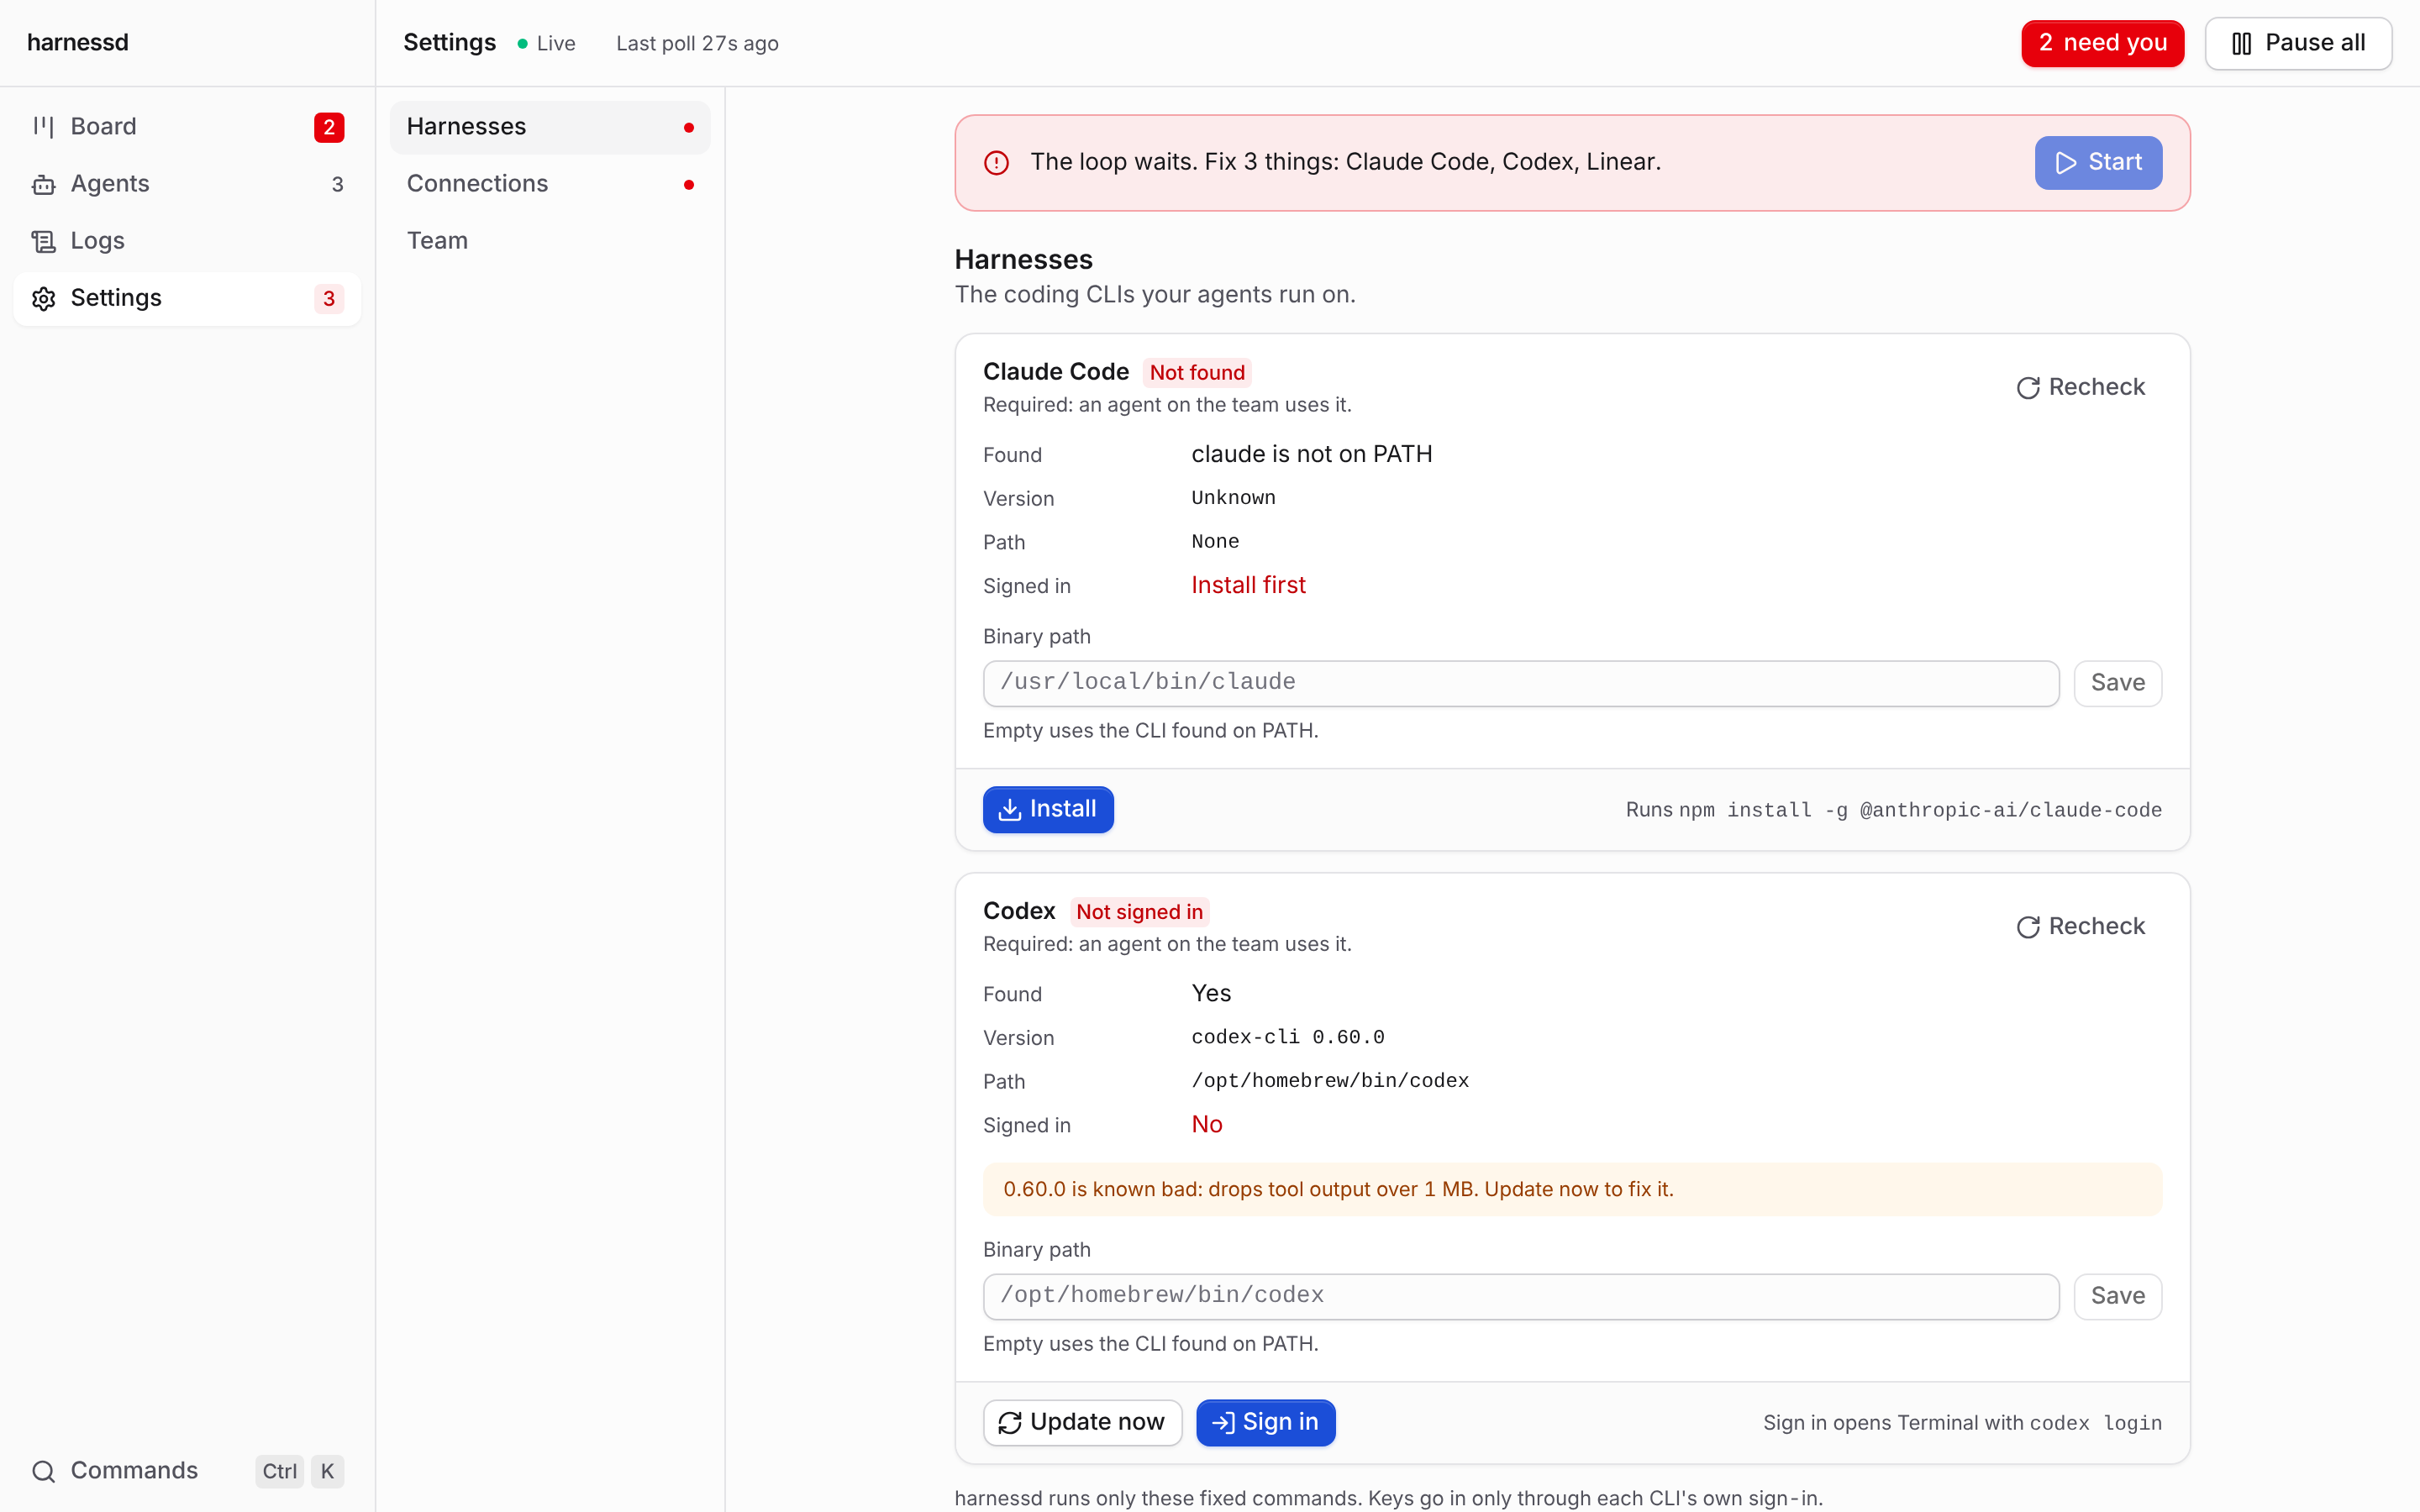 harnessd
Settings
Live
Last poll 27s ago
2 need you
Pause all
Board
2
Agents
3
Logs
Settings
3
Harnesses
Connections
Team
The loop waits. Fix 3 things: Claude Code, Codex, Linear.
Start
Harnesses
The coding CLIs your agents run on.
Claude Code
Not found
Recheck
Required: an agent on the team uses it.
Found
claude is not on PATH
Version
Unknown
Path
None
Signed in
Install first
Binary path
/usr/local/bin/claude
Save
Empty uses the CLI found on PATH.
Install
Runs npm install -g @anthropic-ai/claude-code
Codex
Not signed in
Recheck
Required: an agent on the team uses it.
Found
Yes
Version
codex-cli 0.60.0
Path
/opt/homebrew/bin/codex
Signed in
No
0.60.0 is known bad: drops tool output over 1 MB. Update now to fix it.
Binary path
/opt/homebrew/bin/codex
Save
Empty uses the CLI found on PATH.
Update now
Sign in
Sign in opens Terminal with codex login
harnessd runs only these fixed commands. Keys go in only through each CLI's own sign-in.
Commands
Ctrl
K